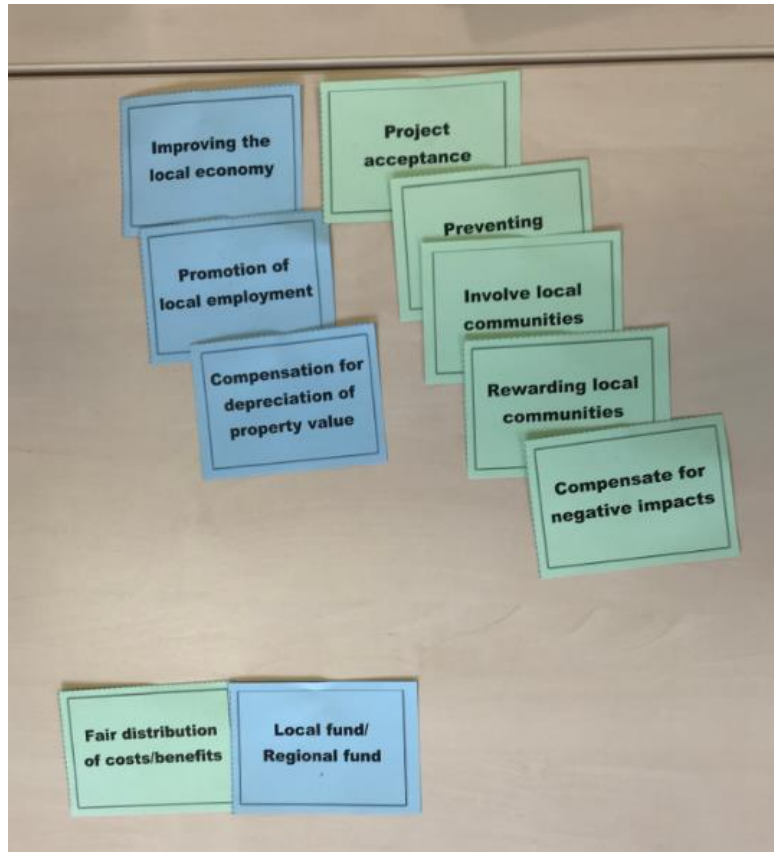 Improving the
local economy
Promotion of
local employment
Compensation for
depreciation of
property value
Project
acceptance
Preventing
Involve local
communities
Rewarding local
communities
Compensate for
negative impacts
Fair distribution
of costs/benefits
Local fund/
Regional fund